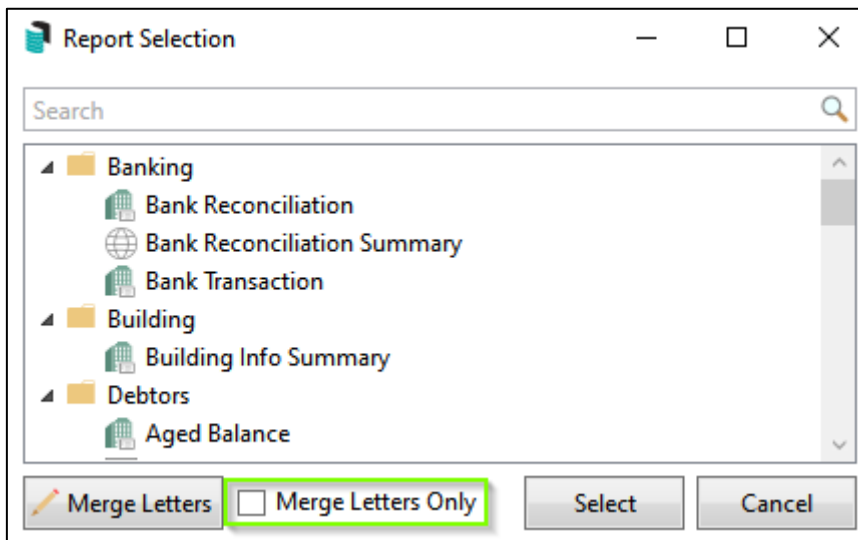 Report Selection
Search
Banking
Bank Reconciliation
Bank Reconciliation Summary
Bank Transaction
Building
Building Info Summary
Debtors
Aged Balance
Merge Letters
Merge Letters Only
Select
Cancel